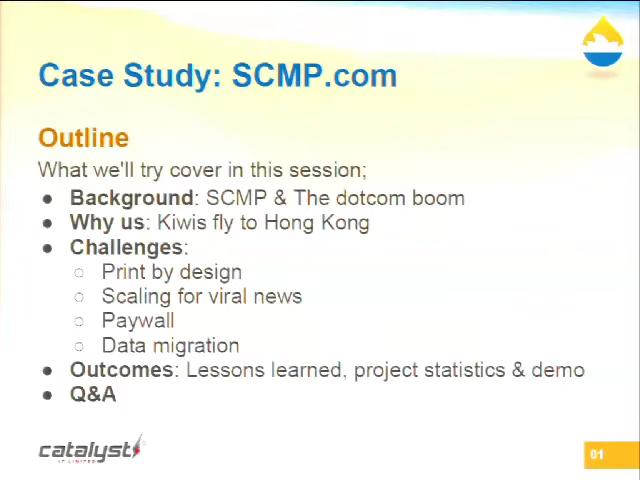 Case Study: SCMP.com
Outline
What we'll try cover in this session;
● Background: SCMP & The dotcom boom
● Why us: Kiwis fly to Hong Kong
● Challenges:
○ Print by design
○ Scaling for viral news
○ Paywall
○ Data migration
● Outcomes: Lessons learned, project statistics & demo
● Q&A
catalyst
IT LIMITED
01